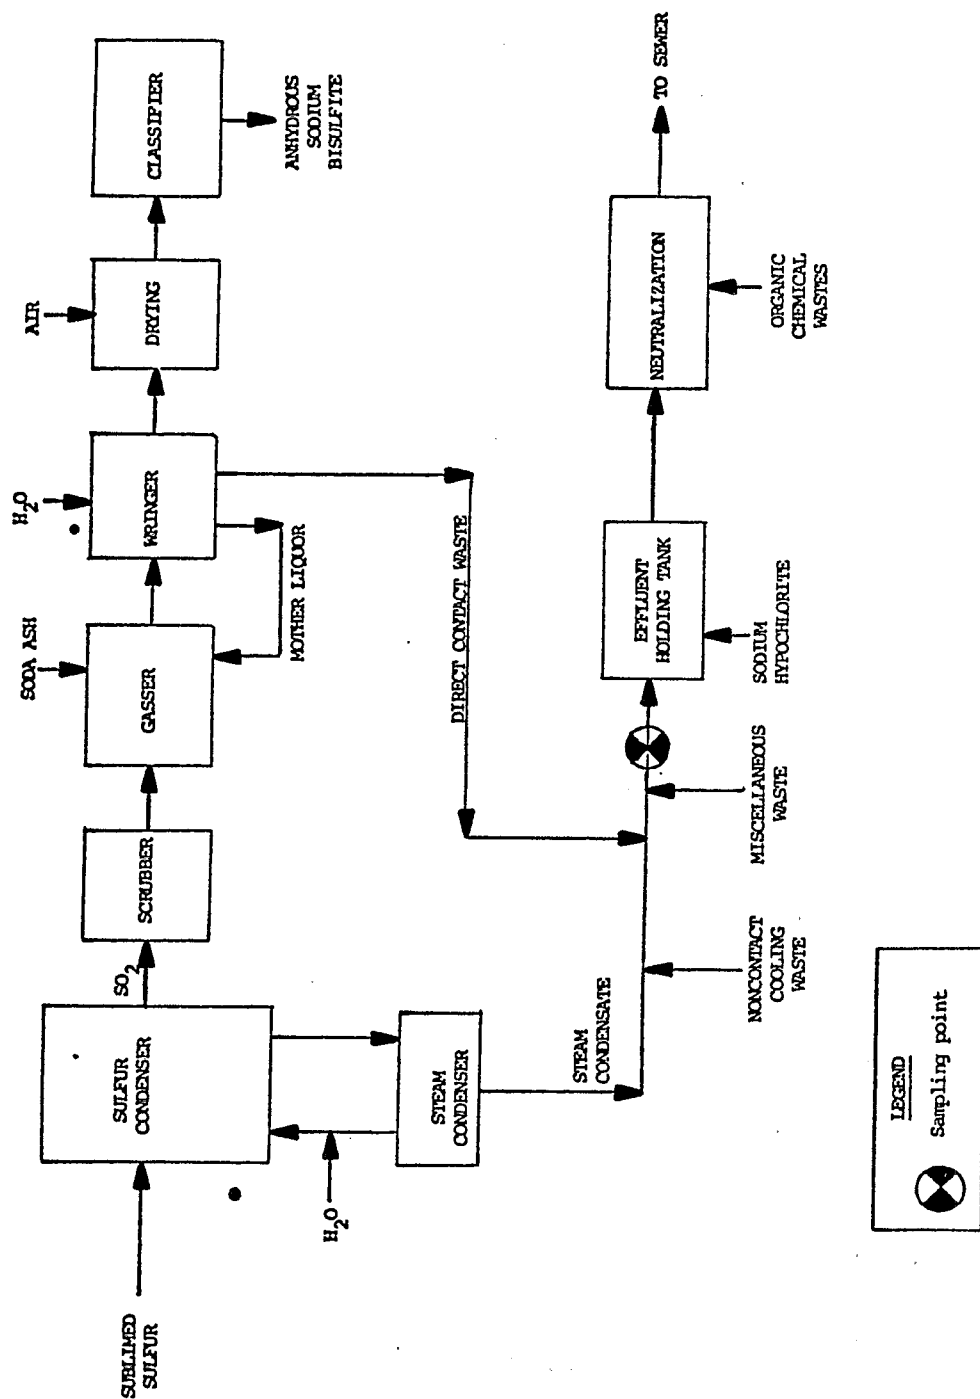 SUBLIMED
SULFUR
SULFUR
CONDENSER
SO2
SCRUBBER
SODA ASH
GASSER
MOTHER LIQUOR
H2O
WRINGER
AIR
DRYING
CLASSIFIER
ANHYDROUS
SODIUM
BISULFITE
H2O
STEAM
CONDENSER
STEAM
CONDENSATE
DIRECT CONTACT WASTE
NONCONTACT
COOLING
WASTE
MISCELLANEOUS
WASTE
EFFLUENT
HOLDING TANK
SODIUM
HYPOCHLORITE
NEUTRALIZATION
ORGANIC
CHEMICAL
WASTES
TO SEWER
LEGEND
Sampling point